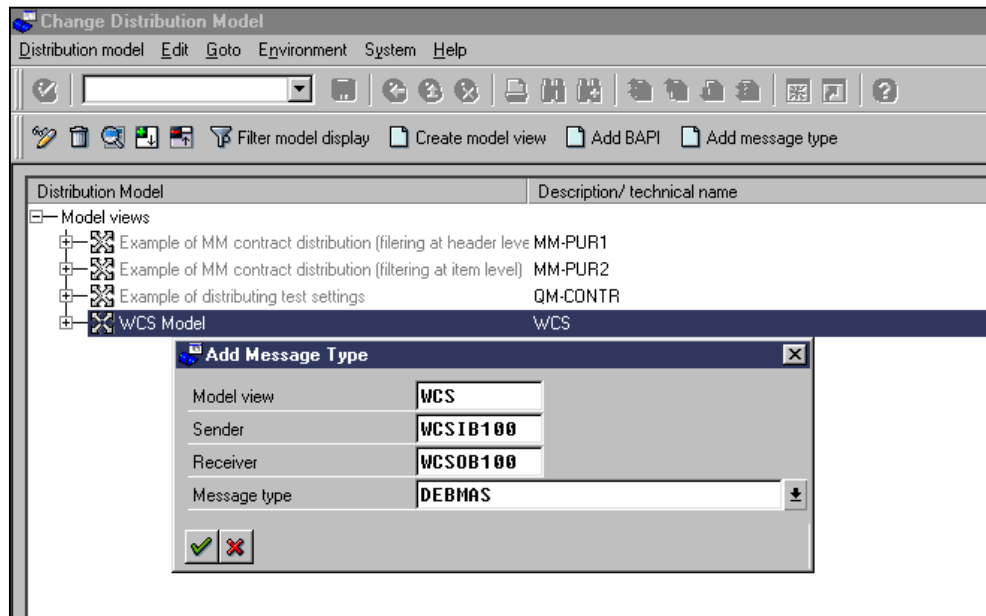 Change Distribution Model
Distribution model Edit Goto Environment System Help
Filter model display Create model view Add BAPI Add message type
Distribution Model Description/ technical name
Model views
Example of MM contract distribution (filering at header leve MM-PUR1
Example of MM contract distribution (filtering at item level) MM-PUR2
Example of distributing test settings QM-CONTR
WCS Model WCS
Add Message Type
Model view WCS
Sender WCSIB100
Receiver WCSOB100
Message type DEBMAS